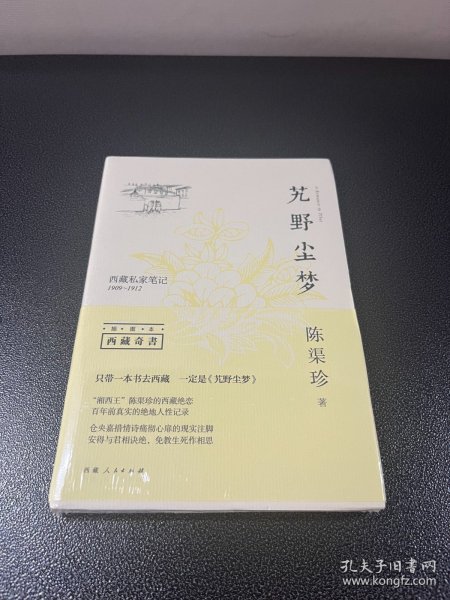 艽野尘梦
西藏私家笔记
1909~1912
陈渠珍
著
插图本
西藏奇書
只带一本书去西藏　一定是《艽野尘梦》
“湘西王”陈渠珍的西藏绝恋
百年前真实的绝地人性记录
仓央嘉措情诗痛彻心扉的现实注脚
安得与君相诀绝、免教生死作相思
西藏人民出版社
孔夫子旧书网
www.kongfz.com